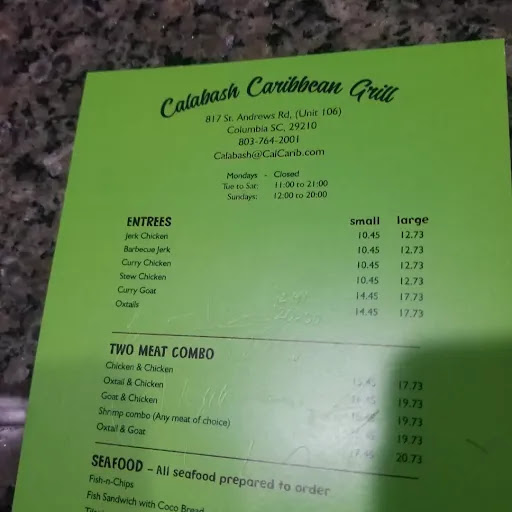 Calabash Caribbean Grill
817 St. Andrews Rd, (Unit 106)
Columbia SC, 29210
803-764-2001
Calabash@CalCarib.com
Mondays - Closed
Tue to Sat: 11:00 to 21:00
Sundays: 12:00 to 20:00
ENTREES small large
Jerk Chicken 10.45 12.73
Barbecue Jerk 10.45 12.73
Curry Chicken 10.45 12.73
Stew Chicken 10.45 12.73
Curry Goat 14.45 17.73
Oxtails 14.45 17.73
TWO MEAT COMBO
Chicken & Chicken 17.73
Oxtail & Chicken 19.73
Goat & Chicken 19.73
Shrimp combo (Any meat of choice) 19.73
Oxtail & Goat 20.73
SEAFOOD – All seafood prepared to order
Fish-n-Chips
Fish Sandwich with Coco Bread